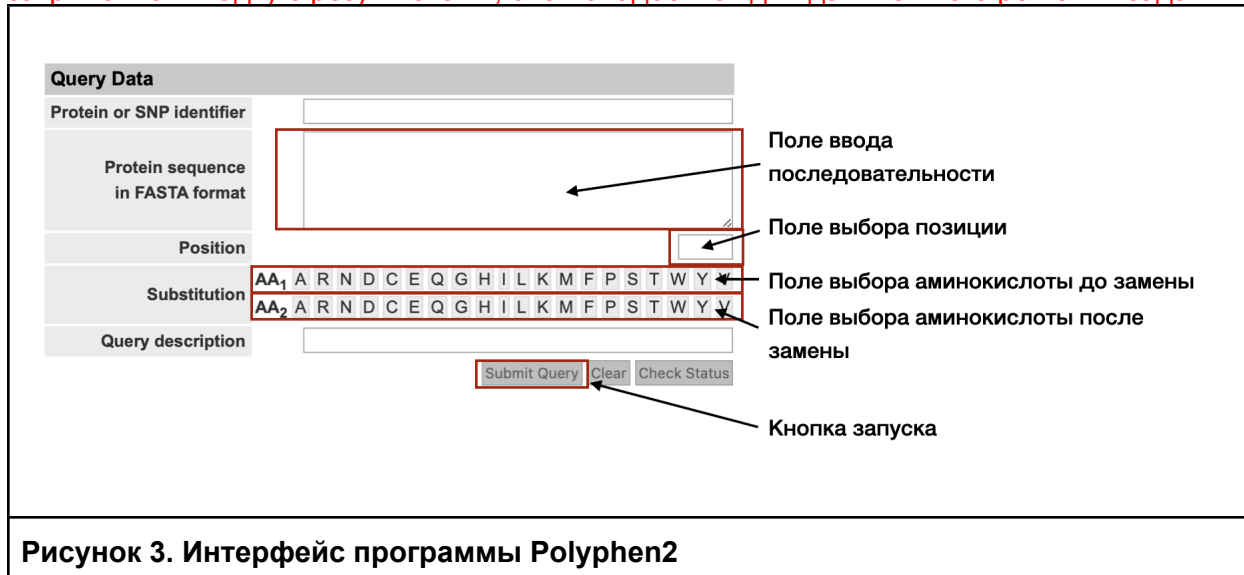 Query Data
Protein or SNP identifier
Protein sequence
in FASTA format
Поле ввода
последовательности
Position
Поле выбора позиции
Substitution
AA1 A R N D C E Q G H I L K M F P S T W Y V
Поле выбора аминокислоты до замены
AA2 A R N D C E Q G H I L K M F P S T W Y V
Поле выбора аминокислоты после
замены
Query description
Submit Query Clear Check Status
Кнопка запуска
Рисунок 3. Интерфейс программы Polyphen2